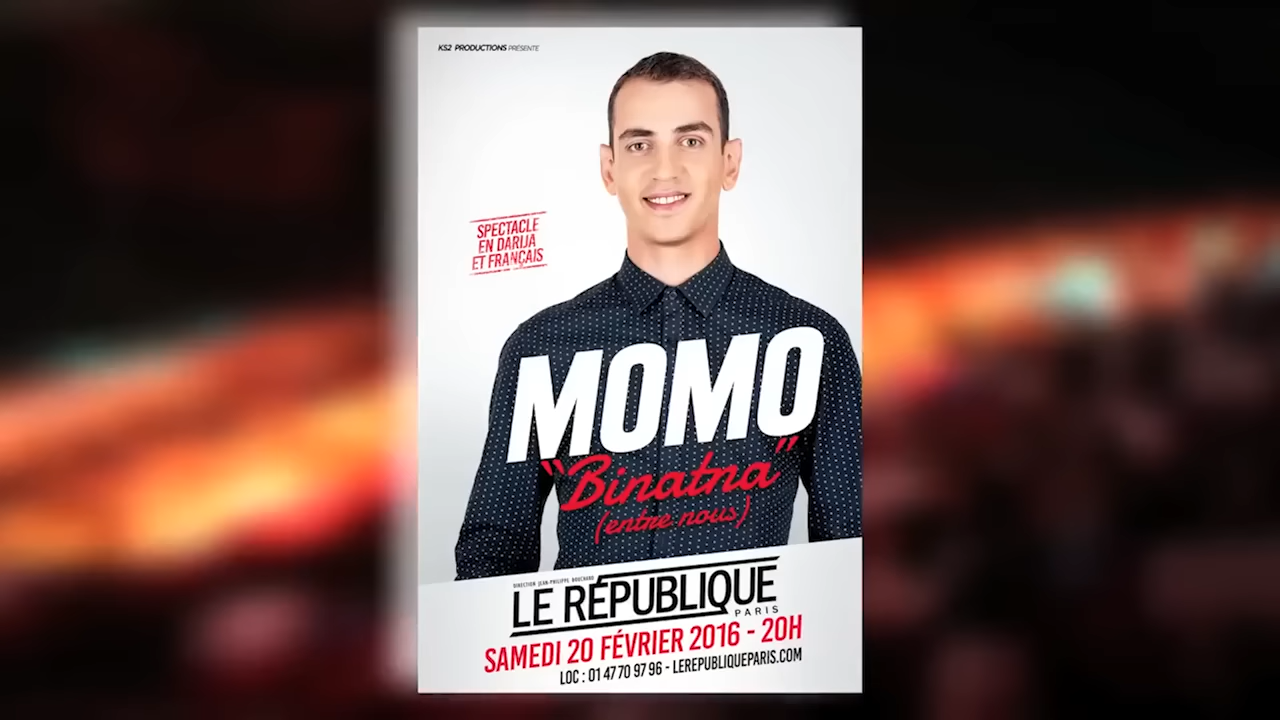 KS2 PRODUCTIONS PRÉSENTE
SPECTACLE
EN DARIJA
ET FRANÇAIS
MOMO
"Binatna"
(entre nous)
DIRECTION JEAN-PHILIPPE BOUCHARD
LE RÉPUBLIQUE
PARIS
SAMEDI 20 FÉVRIER 2016 - 20H
LOC : 01 47 70 97 96 - LEREPUBLIQUEPARIS.COM